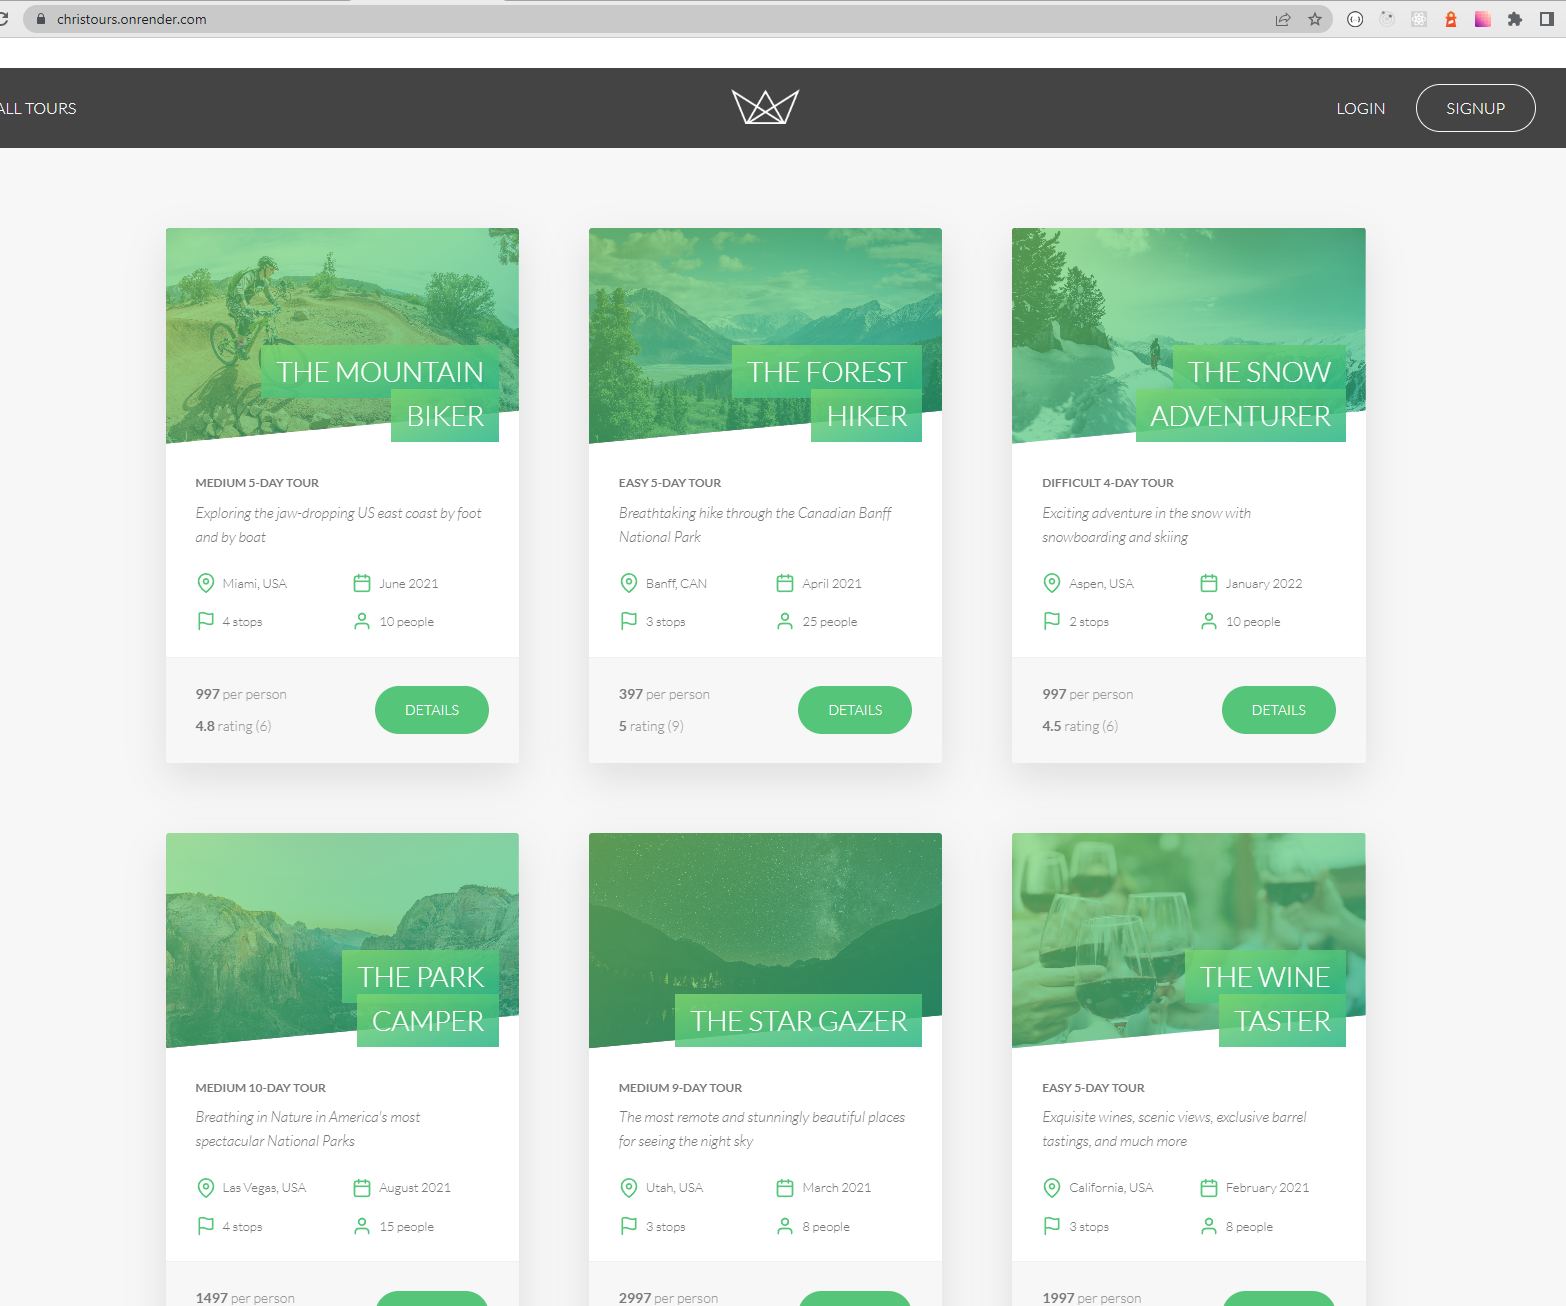 christours.onrender.com
ALL TOURS
LOGIN
SIGNUP
THE MOUNTAIN
BIKER
MEDIUM 5-DAY TOUR
Exploring the jaw-dropping US east coast by foot
and by boat
Miami, USA
June 2021
4 stops
10 people
997 per person
4.8 rating (6)
DETAILS
THE FOREST
HIKER
EASY 5-DAY TOUR
Breathtaking hike through the Canadian Banff
National Park
Banff, CAN
April 2021
3 stops
25 people
397 per person
5 rating (9)
DETAILS
THE SNOW
ADVENTURER
DIFFICULT 4-DAY TOUR
Exciting adventure in the snow with
snowboarding and skiing
Aspen, USA
January 2022
2 stops
10 people
997 per person
4.5 rating (6)
DETAILS
THE PARK
CAMPER
MEDIUM 10-DAY TOUR
Breathing in Nature in America's most
spectacular National Parks
Las Vegas, USA
August 2021
4 stops
15 people
1497 per person
THE STAR GAZER
MEDIUM 9-DAY TOUR
The most remote and stunningly beautiful places
for seeing the night sky
Utah, USA
March 2021
3 stops
8 people
2997 per person
THE WINE
TASTER
EASY 5-DAY TOUR
Exquisite wines, scenic views, exclusive barrel
tastings, and much more
California, USA
February 2021
3 stops
8 people
1997 per person